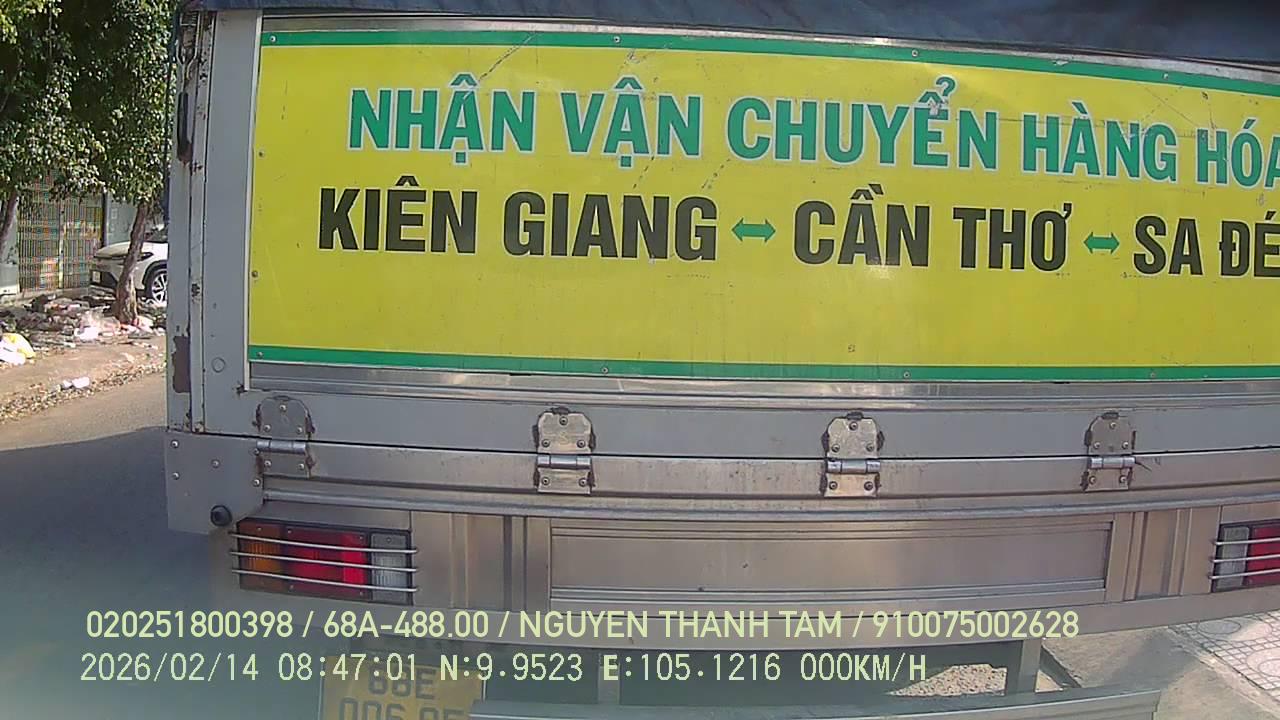 NHẬN VẬN CHUYỂN HÀNG HÓA
KIÊN GIANG ↔ CẦN THƠ ↔ SA ĐÉ
020251800398 / 68A-488.00 / NGUYEN THANH TAM / 910075002628
2026/02/14 08:47:01 N:9.9523 E:105.1216 000KM/H
68E